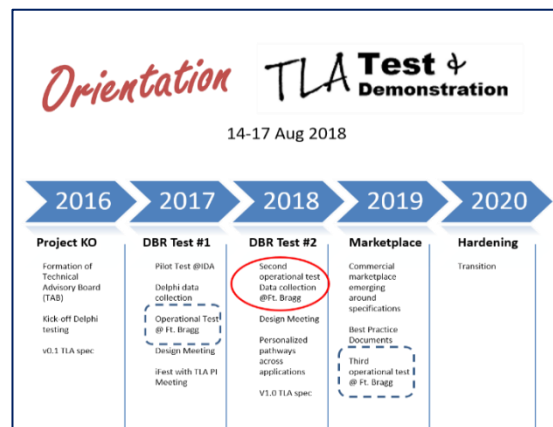 Orientation
TLA Test &
Demonstration
14-17 Aug 2018
2016
2017
2018
2019
2020
Project KO
Formation of
Technical
Advisory Board
(TAB)
Kick-off Delphi
testing
v0.1 TLA spec
DBR Test #1
Pilot Test @IDA
Delphi data
collection
Operational Test
@ Ft. Bragg
Design Meeting
iFest with TLA PI
Meeting
DBR Test #2
Second
operational test
Data collection
@Ft. Bragg
Design Meeting
Personalized
pathways
across
applications
V1.0 TLA spec
Marketplace
Commercial
marketplace
emerging
around
specifications
Best Practice
Documents
Third
operational test
@ Ft. Bragg
Hardening
Transition